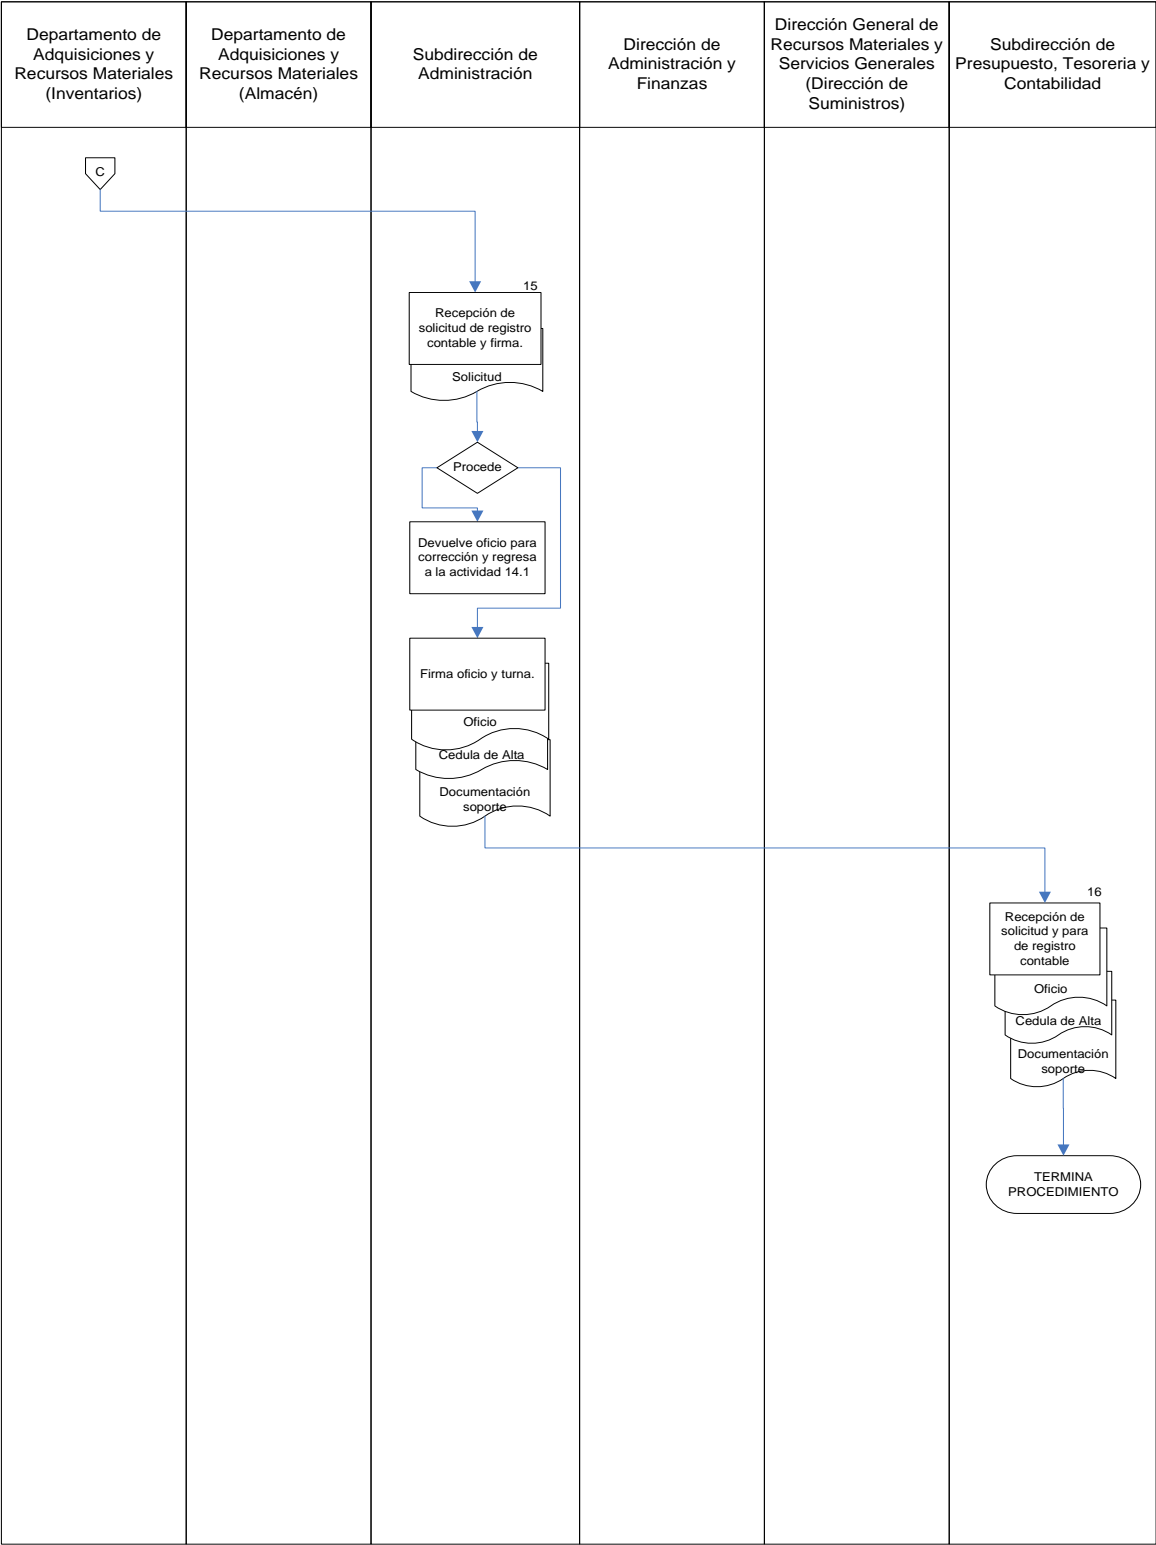 Departamento de
Adquisiciones y
Recursos Materiales
(Inventarios)
Departamento de
Adquisiciones y
Recursos Materiales
(Almacén)
Subdirección de
Administración
Dirección de
Administración y
Finanzas
Dirección General de
Recursos Materiales y
Servicios Generales
(Dirección de
Suministros)
Subdirección de
Presupuesto, Tesoreria y
Contabilidad
C
15
Recepción de
solicitud de registro
contable y firma.
Solicitud
Procede
Devuelve oficio para
corrección y regresa
a la actividad 14.1
Firma oficio y turna.
Oficio
Cedula de Alta
Documentación
soporte
16
Recepción de
solicitud y para
de registro
contable
Oficio
Cedula de Alta
Documentación
soporte
TERMINA
PROCEDIMIENTO